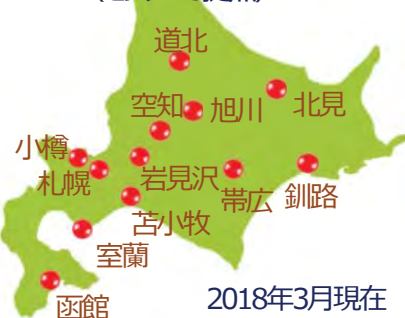 道北
空知
旭川
北見
小樽
札幌
岩見沢
帯広
釧路
苫小牧
室蘭
函館
2018年3月現在